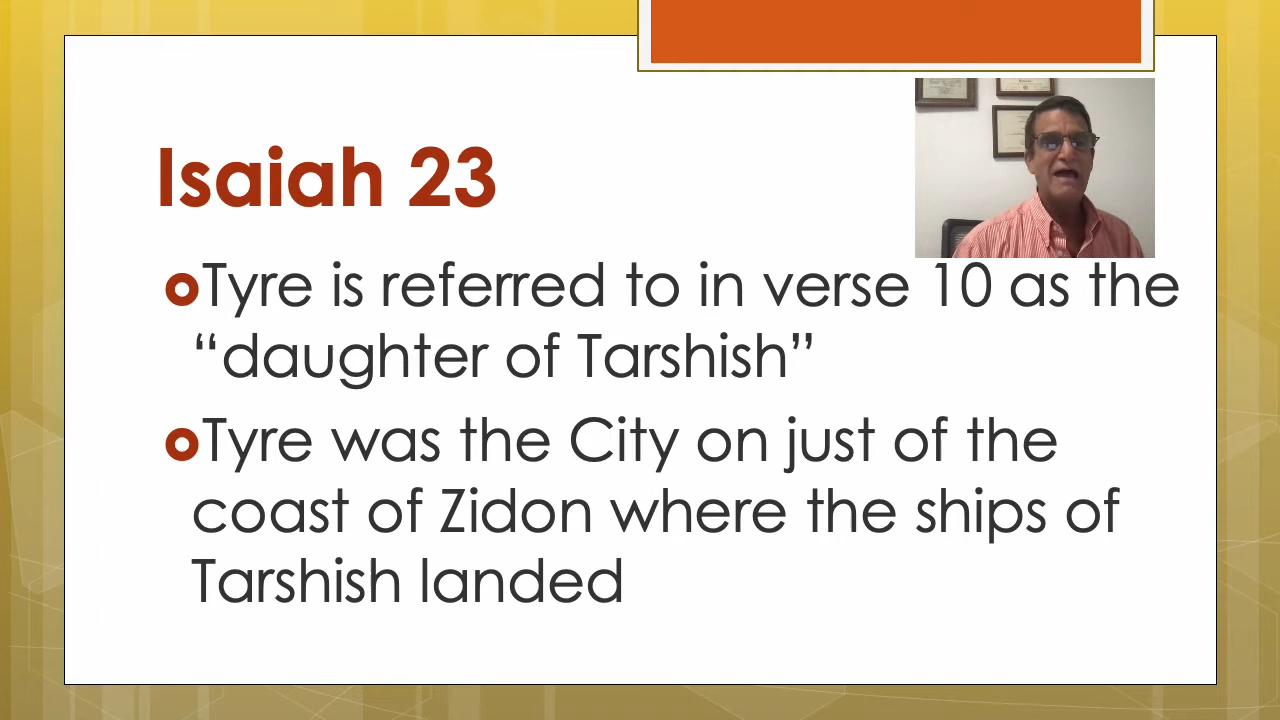 Isaiah 23
Tyre is referred to in verse 10 as the
“daughter of Tarshish”
Tyre was the City on just of the
coast of Zidon where the ships of
Tarshish landed